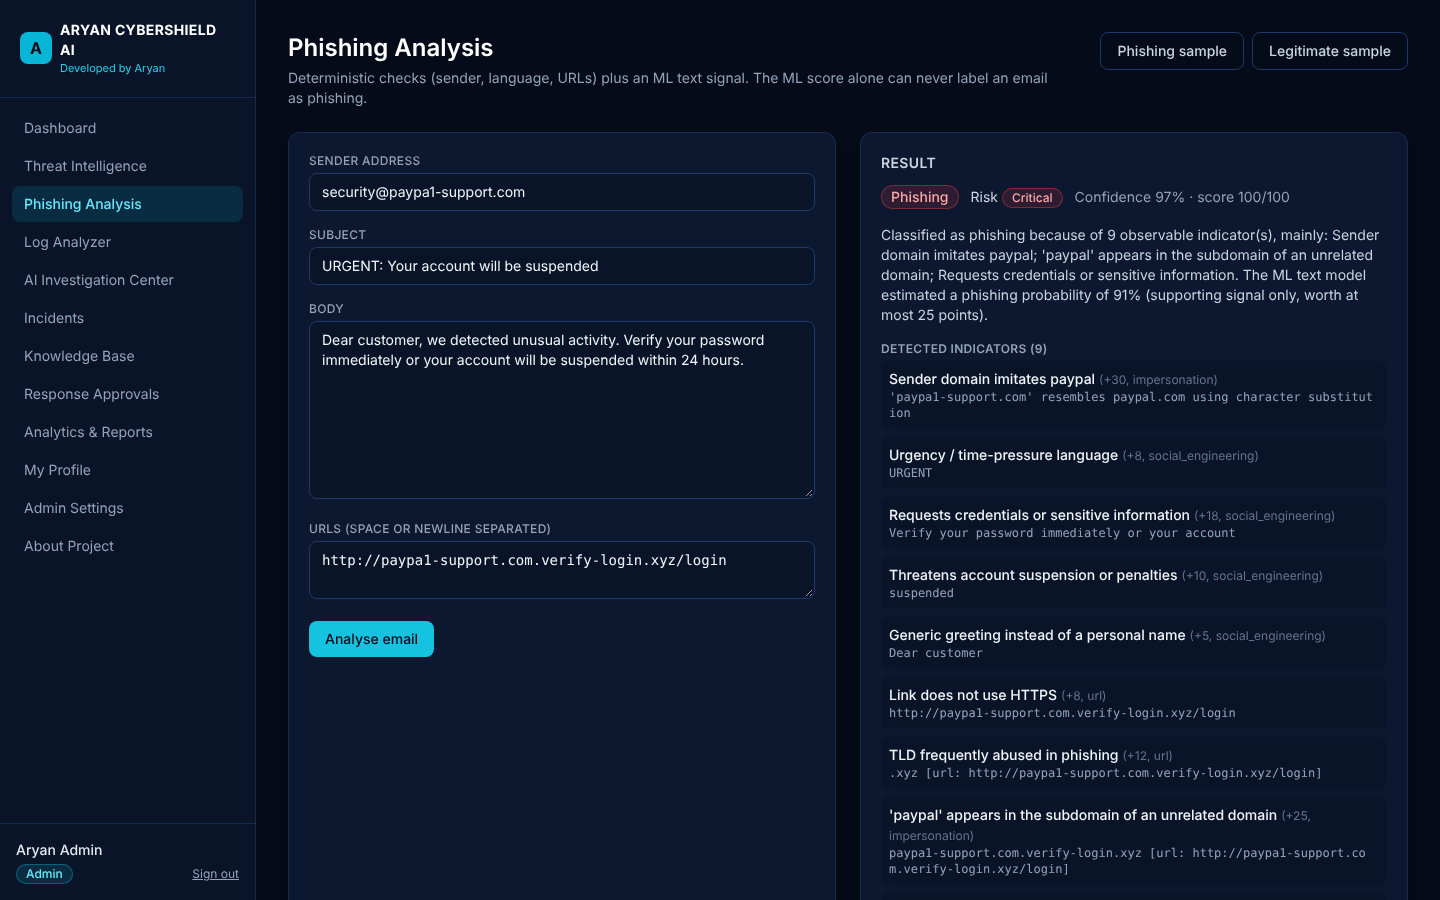 ARYAN CYBERSHIELD
AI
Developed by Aryan
Dashboard
Threat Intelligence
Phishing Analysis
Log Analyzer
AI Investigation Center
Incidents
Knowledge Base
Response Approvals
Analytics & Reports
My Profile
Admin Settings
About Project
Aryan Admin
Admin
Sign out
A
Phishing Analysis
Deterministic checks (sender, language, URLs) plus an ML text signal. The ML score alone can never label an email
as phishing.
Phishing sample
Legitimate sample
SENDER ADDRESS
security@paypa1-support.com
SUBJECT
URGENT: Your account will be suspended
BODY
Dear customer, we detected unusual activity. Verify your password
immediately or your account will be suspended within 24 hours.
URLS (SPACE OR NEWLINE SEPARATED)
http://paypa1-support.com.verify-login.xyz/login
Analyse email
RESULT
Phishing Risk Critical Confidence 97% · score 100/100
Classified as phishing because of 9 observable indicator(s), mainly: Sender
domain imitates paypal; 'paypal' appears in the subdomain of an unrelated
domain; Requests credentials or sensitive information. The ML text model
estimated a phishing probability of 91% (supporting signal only, worth at
most 25 points).
DETECTED INDICATORS (9)
Sender domain imitates paypal (+30, impersonation)
'paypa1-support.com' resembles paypal.com using character substitut
ion
Urgency / time-pressure language (+8, social_engineering)
URGENT
Requests credentials or sensitive information (+18, social_engineering)
Verify your password immediately or your account
Threatens account suspension or penalties (+10, social_engineering)
suspended
Generic greeting instead of a personal name (+5, social_engineering)
Dear customer
Link does not use HTTPS (+8, url)
http://paypa1-support.com.verify-login.xyz/login
TLD frequently abused in phishing (+12, url)
.xyz [url: http://paypa1-support.com.verify-login.xyz/login]
'paypal' appears in the subdomain of an unrelated domain (+25,
impersonation)
paypa1-support.com.verify-login.xyz [url: http://paypa1-support.co
m.verify-login.xyz/login]